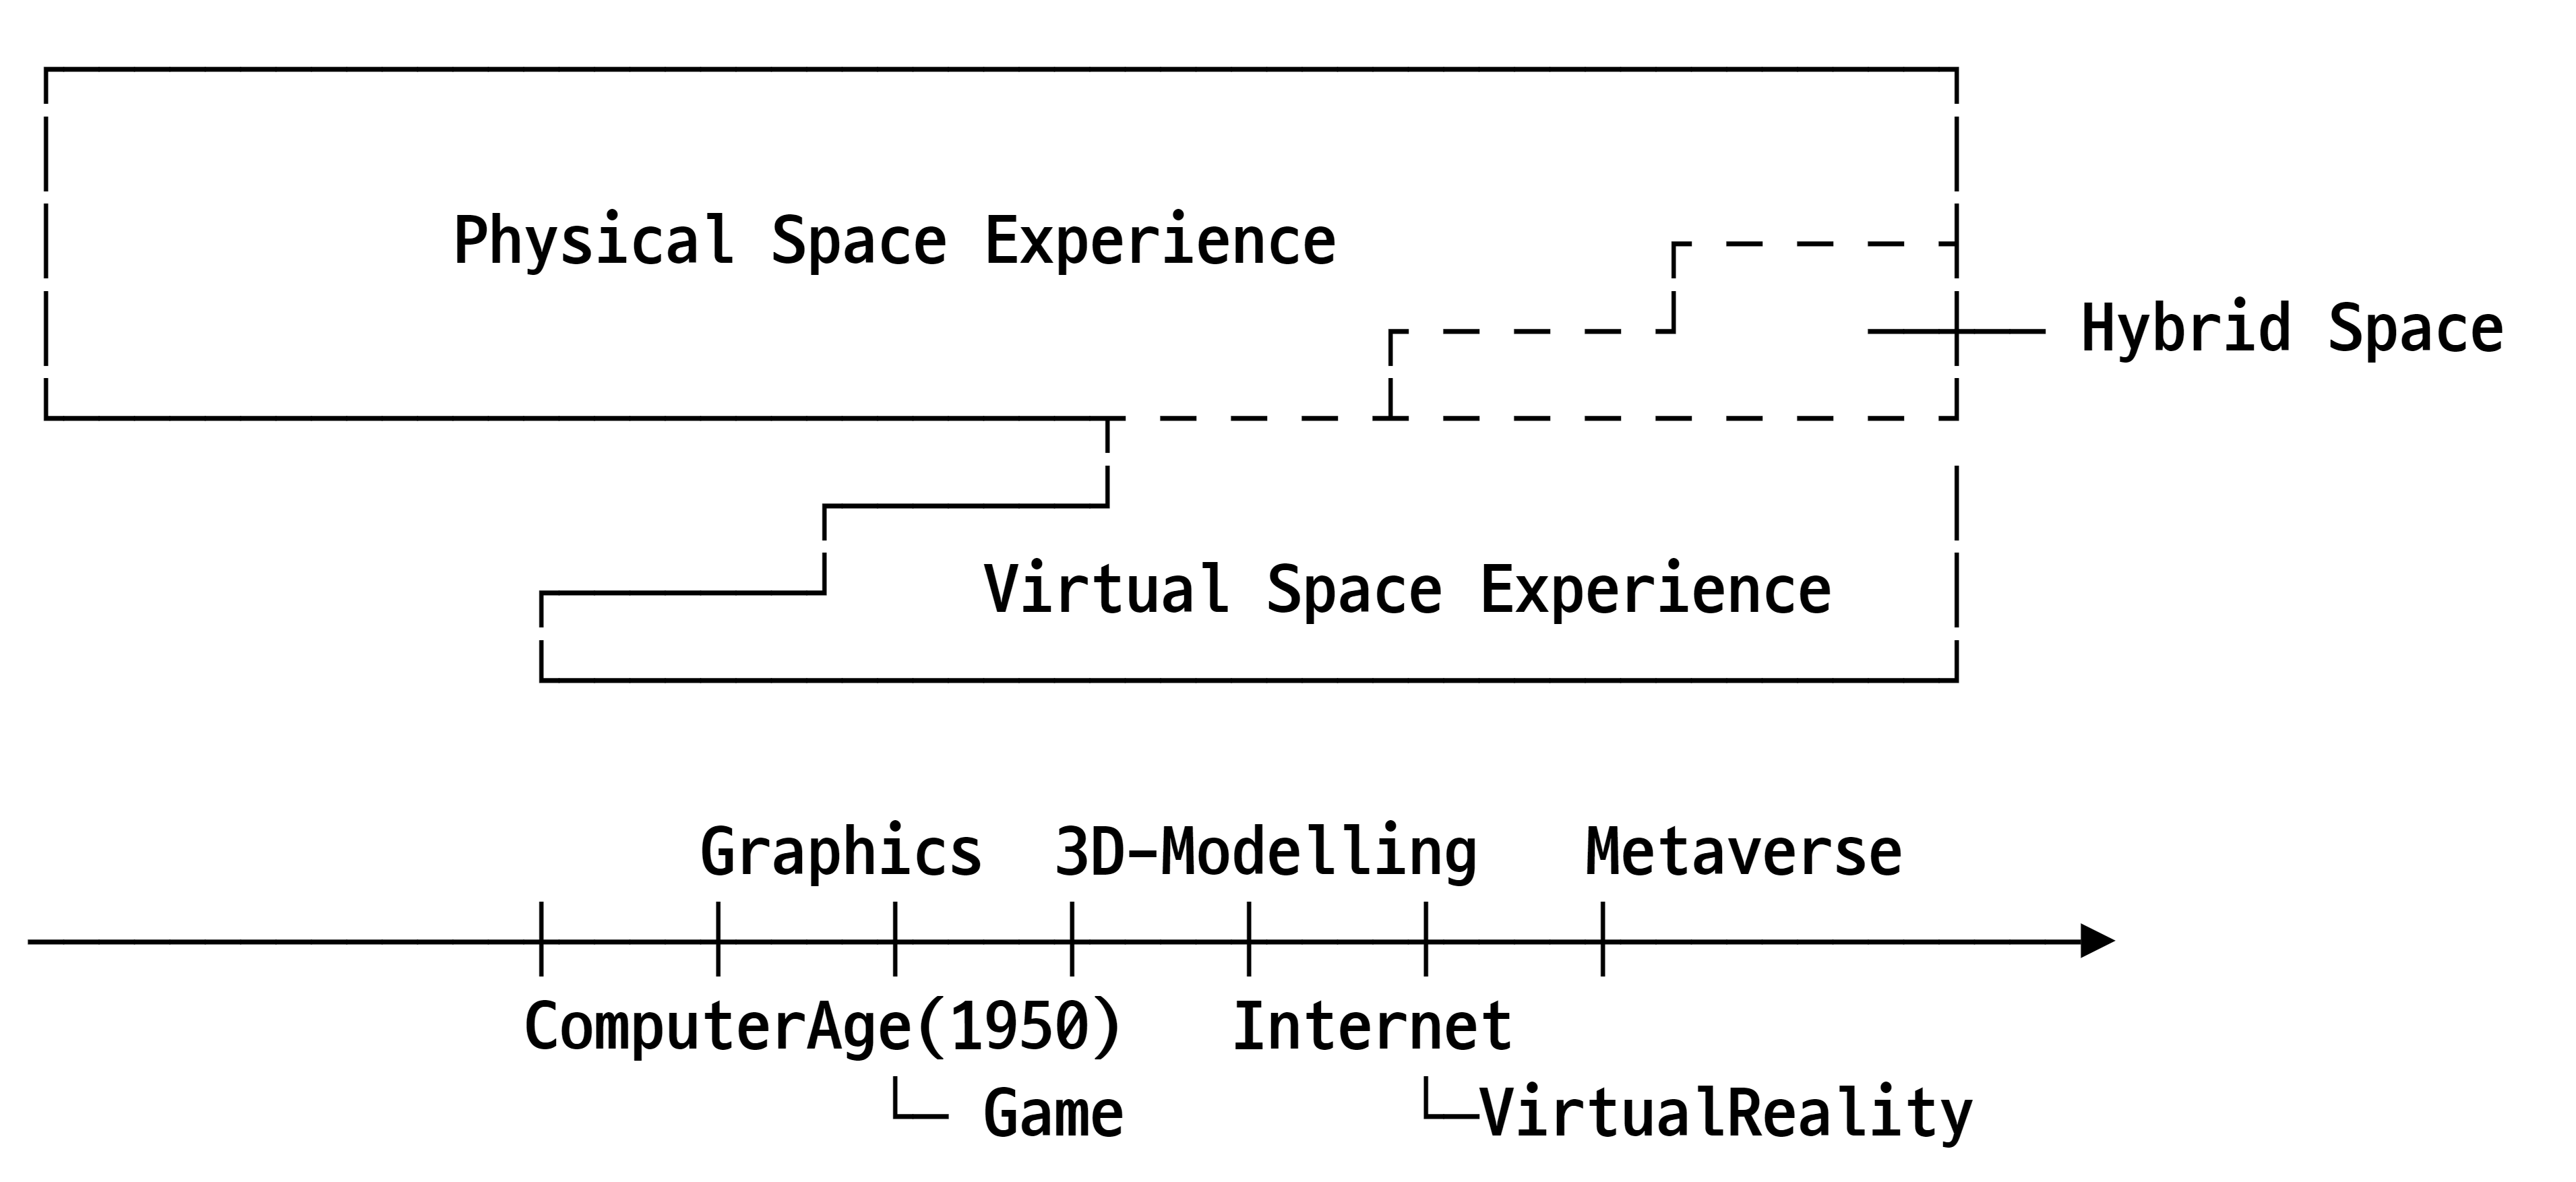 Physical Space Experience
Hybrid Space
Virtual Space Experience
Graphics 3D-Modelling Metaverse
ComputerAge(1950) Internet
Game VirtualReality